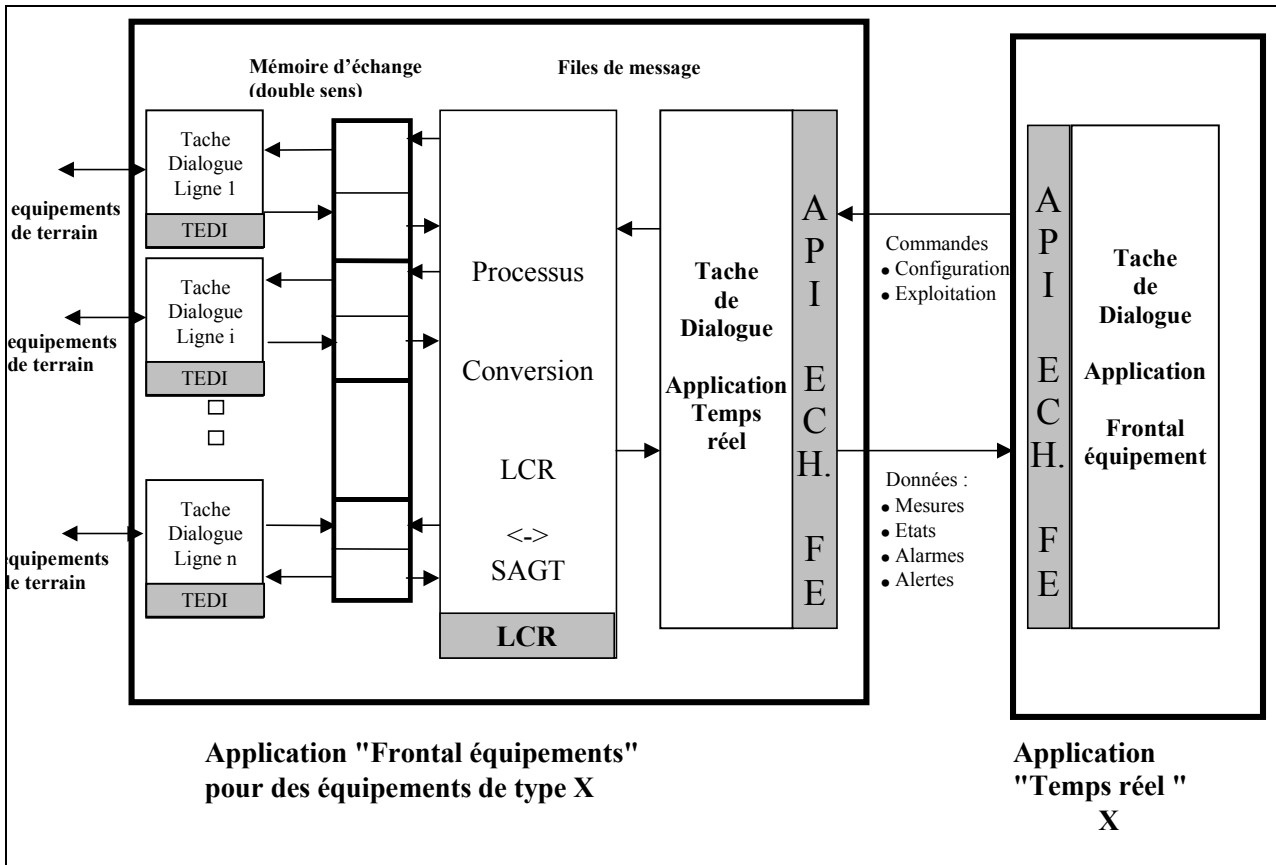 Mémoire d'échange
(double sens)
Files de message
Tache
Dialogue
Ligne 1
TEDI
equipements
de terrain
Tache
Dialogue
Ligne i
TEDI
equipements
de terrain
Tache
Dialogue
Ligne n
TEDI
equipements
de terrain
Processus
Conversion
LCR
<->
SAGT
LCR
Tache
de
Dialogue
Application
Temps
réel
A
P
I
E
C
H.
F
E
Commandes
• Configuration
• Exploitation
Données :
• Mesures
• Etats
• Alarmes
• Alertes
A
P
I
E
C
H.
F
E
Tache
de
Dialogue
Application
Frontal
équipement
Application "Frontal équipements"
pour des équipements de type X
Application
"Temps réel "
X